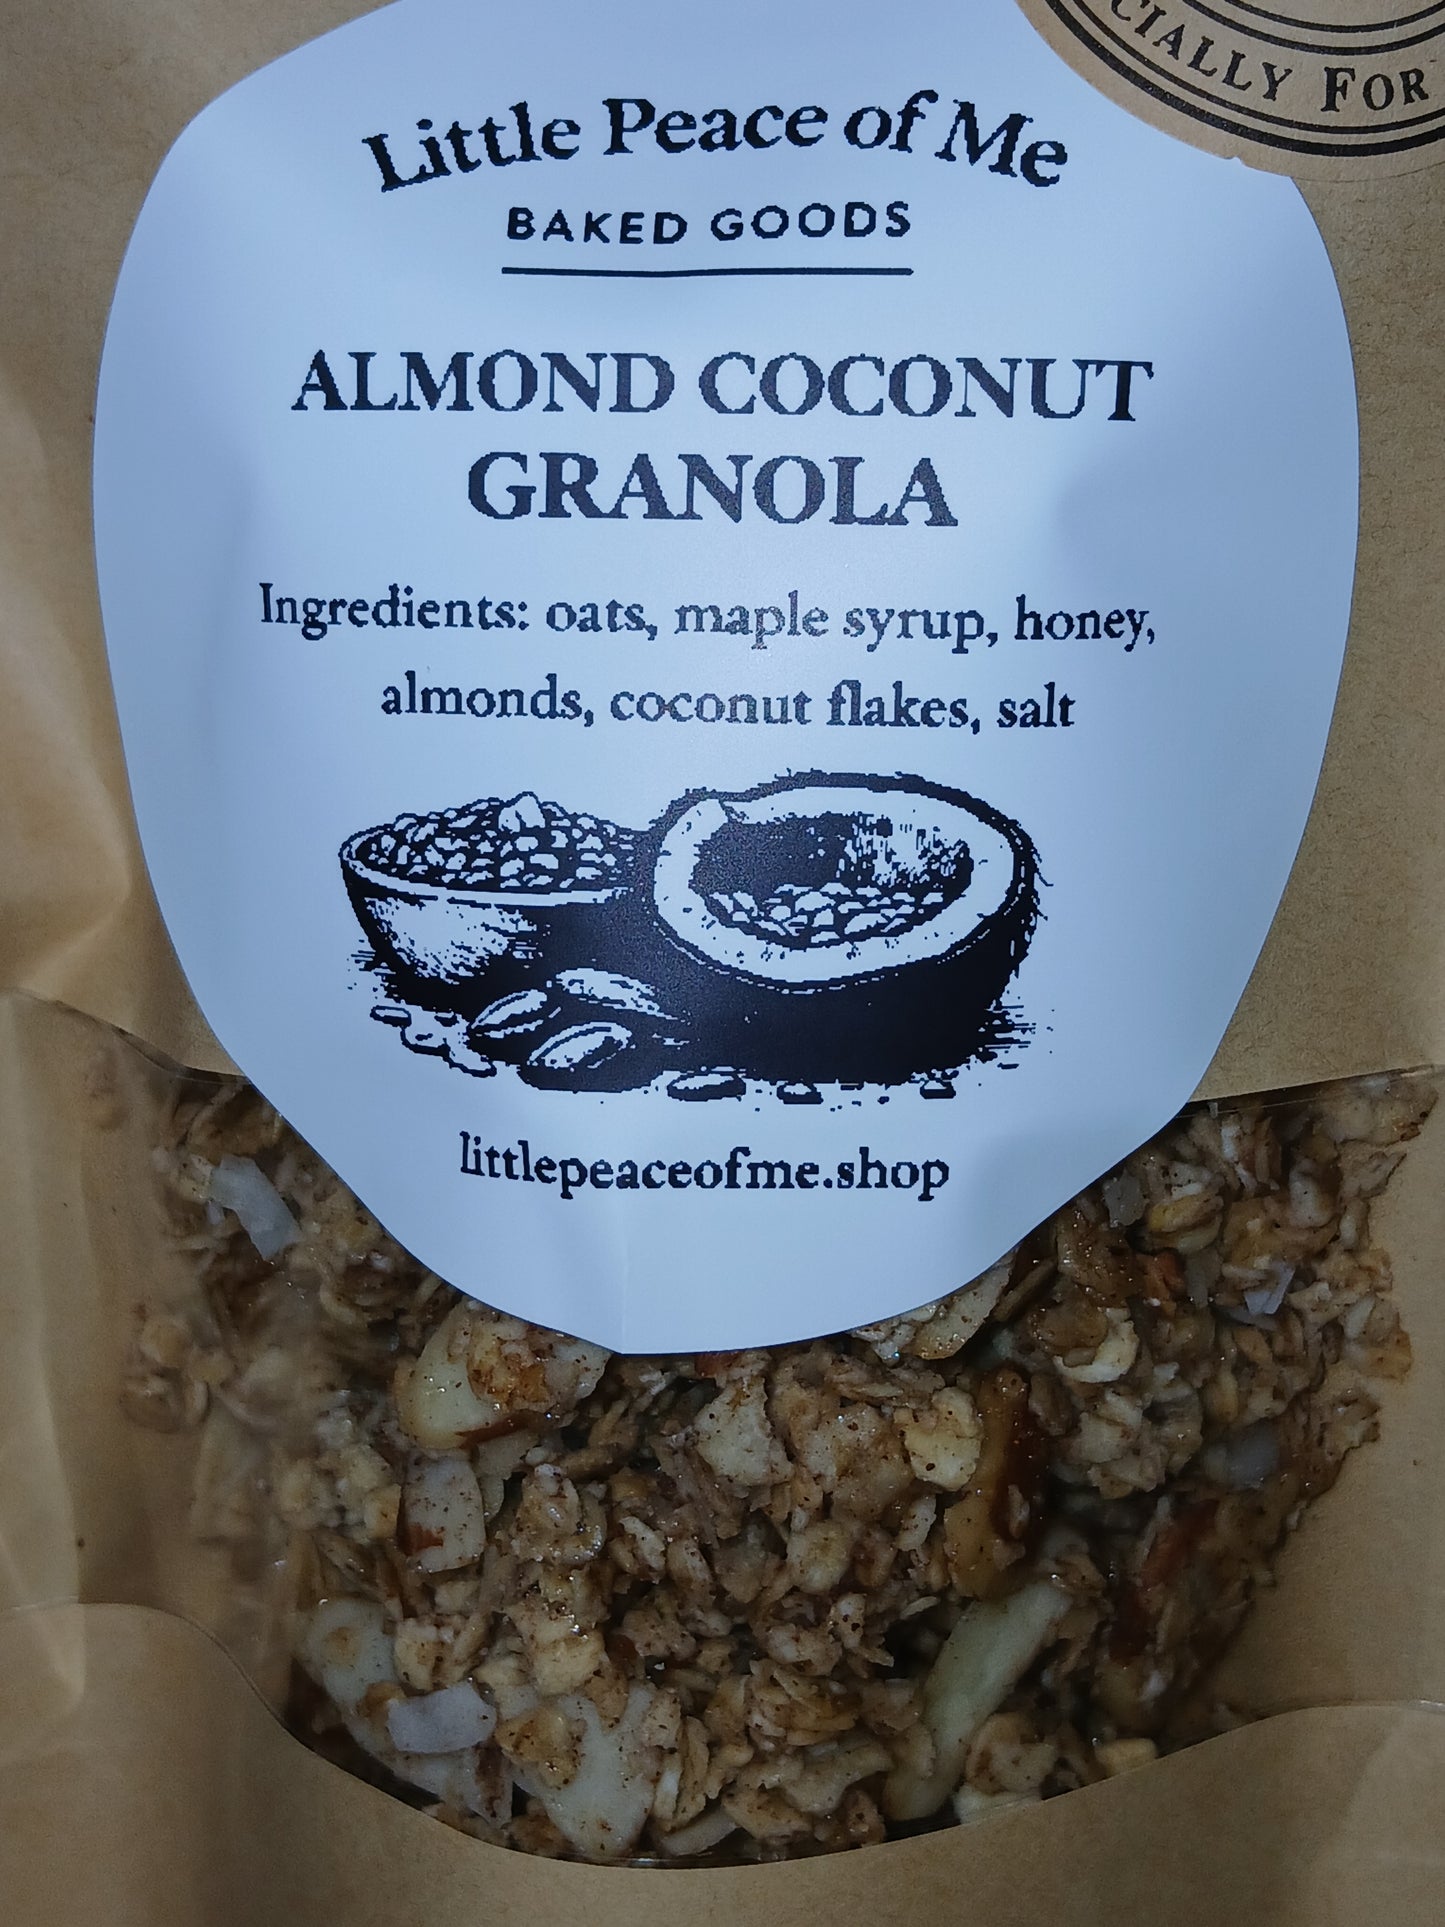 CIALLY FOR
Little Peace of Me
BAKED GOODS
ALMOND COCONUT
GRANOLA
Ingredients: oats, maple syrup, honey,
almonds, coconut flakes, salt
littlepeaceofme.shop